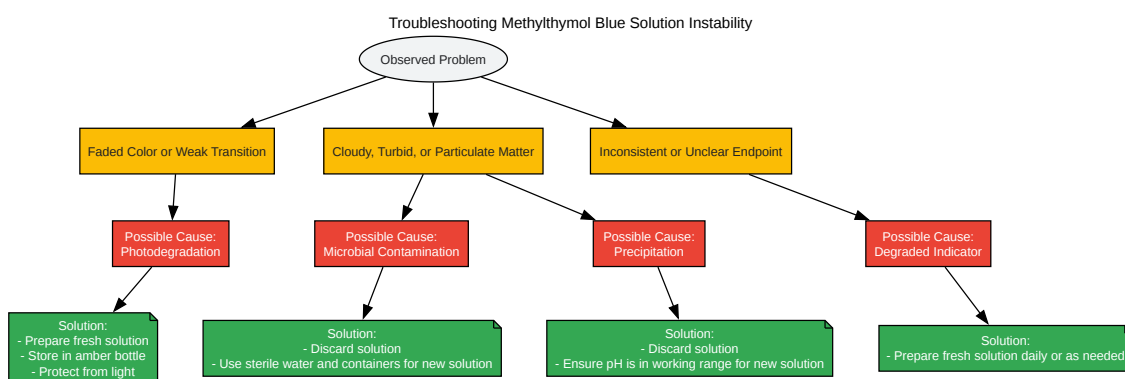 Troubleshooting Methylthymol Blue Solution Instability
Observed Problem
Faded Color or Weak Transition
Cloudy, Turbid, or Particulate Matter
Inconsistent or Unclear Endpoint
Possible Cause:
Photodegradation
Possible Cause:
Microbial Contamination
Possible Cause:
Precipitation
Possible Cause:
Degraded Indicator
Solution:
- Prepare fresh solution
- Store in amber bottle
- Protect from light
Solution:
- Discard solution
- Use sterile water and containers for new solution
Solution:
- Discard solution
- Ensure pH is in working range for new solution
Solution:
- Prepare fresh solution daily or as needed